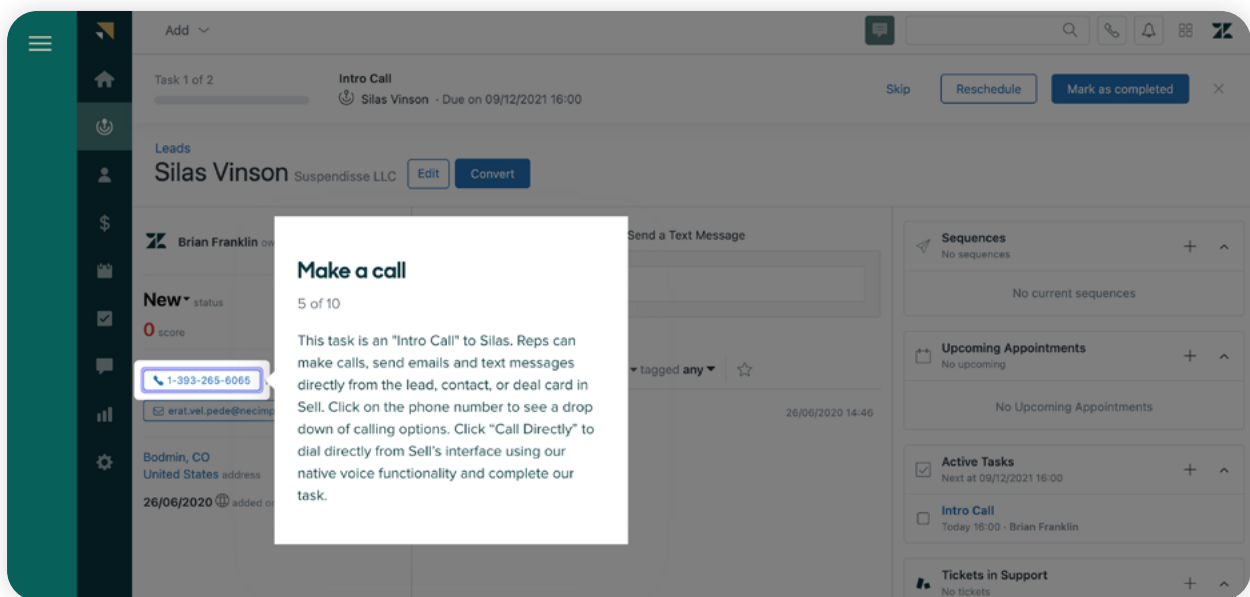 Add
Task 1 of 2
Intro Call
Silas Vinson · Due on 09/12/2021 16:00
Skip
Reschedule
Mark as completed
Leads
Silas Vinson Suspendisse LLC
Edit
Convert
Brian Franklin
New status
0 score
1-393-265-6065
erat.vel.pede@necimp
Bodmin, CO
United States address
26/06/2020 added
Make a call
5 of 10
This task is an "Intro Call" to Silas. Reps can
make calls, send emails and text messages
directly from the lead, contact, or deal card in
Sell. Click on the phone number to see a drop
down of calling options. Click “Call Directly” to
dial directly from Sell’s interface using our
native voice functionality and complete our
task.
Send a Text Message
tagged any
26/06/2020 14:46
Sequences
No sequences
No current sequences
Upcoming Appointments
No upcoming
No Upcoming Appointments
Active Tasks
Next at 09/12/2021 16:00
Intro Call
Today 16:00 - Brian Franklin
Tickets in Support
No tickets